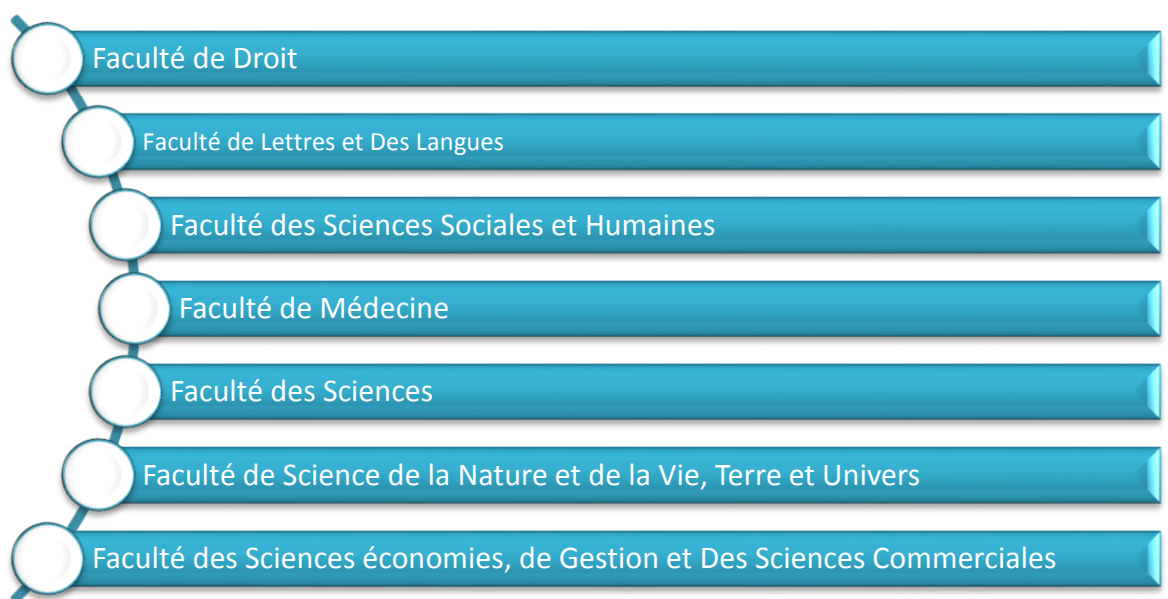 Faculté de Droit
Faculté de Lettres et Des Langues
Faculté des Sciences Sociales et Humaines
Faculté de Médecine
Faculté des Sciences
Faculté de Science de la Nature et de la Vie, Terre et Univers
Faculté des Sciences économies, de Gestion et Des Sciences Commerciales